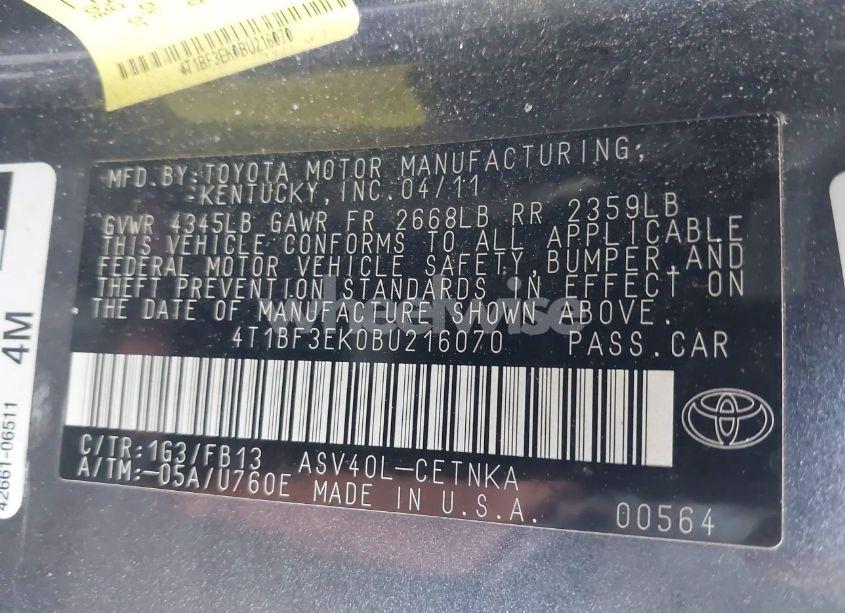 4T1BF3EK0BU216070
MFD.BY:TOYOTA MOTOR MANUFACTURING,
KENTUCKY,INC.04/11
GVWR 4345LB GAWR FR 2668LB RR 2359LB
THIS VEHICLE CONFORMS TO ALL APPLICABLE
FEDERAL MOTOR VEHICLE SAFETY,BUMPER,AND
THEFT PREVENTION STANDARDS IN EFFECT ON
THE DATE OF MANUFACTURE SHOWN ABOVE.
wheelwise
4T1BF3EK0BU216070 PASS.CAR
C/TR:1G3/FB13 ASV40L-CETNKA
A/TM:-05A/U760E MADE IN U.S.A. 00564
4M
42661-06511